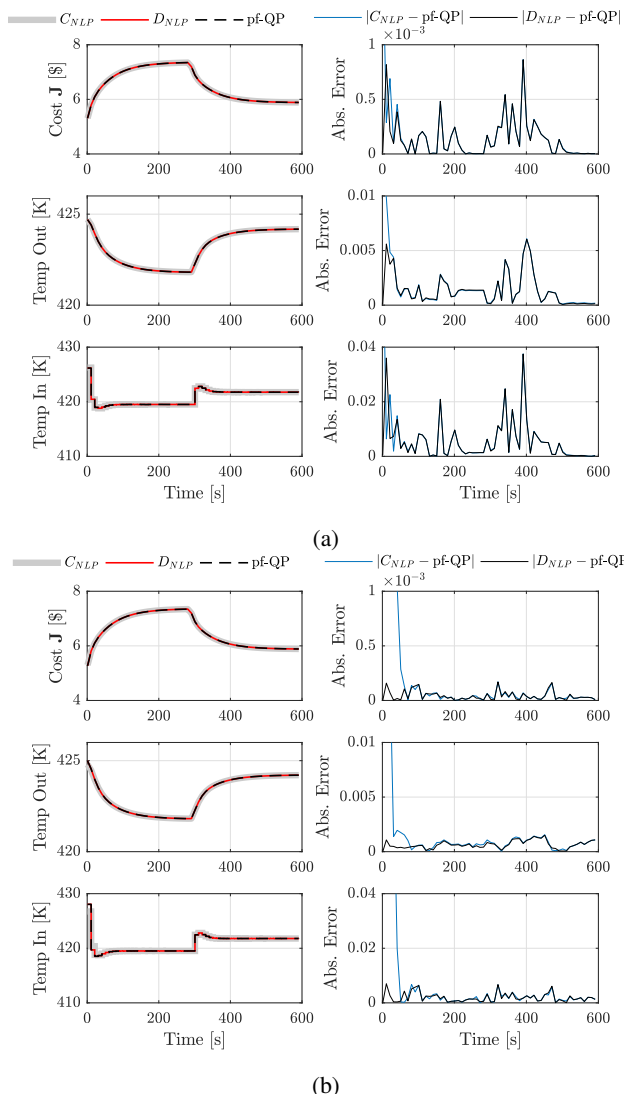 C_NLP D_NLP pf-QP |C_NLP − pf-QP| |D_NLP − pf-QP|
×10⁻³
Cost J [$]
8
6
4
0 200 400 600
Abs. Error
1
0.5
0
0 200 400 600
Temp Out [K]
425
420
0 200 400 600
Abs. Error
0.01
0.005
0
0 200 400 600
Temp In [K]
430
420
410
0 200 400 600
Time [s]
Abs. Error
0.04
0.02
0
0 200 400 600
Time [s]
(a)
C_NLP D_NLP pf-QP |C_NLP − pf-QP| |D_NLP − pf-QP
×10⁻³
Cost J [$]
8
6
4
0 200 400 600
Abs. Error
1
0.5
0
0 200 400 600
Temp Out [K]
425
420
0 200 400 600
Abs. Error
0.01
0.005
0
0 200 400 600
Temp In [K]
430
420
410
0 200 400 600
Time [s]
Abs. Error
0.04
0.02
0
0 200 400 600
Time [s]
(b)